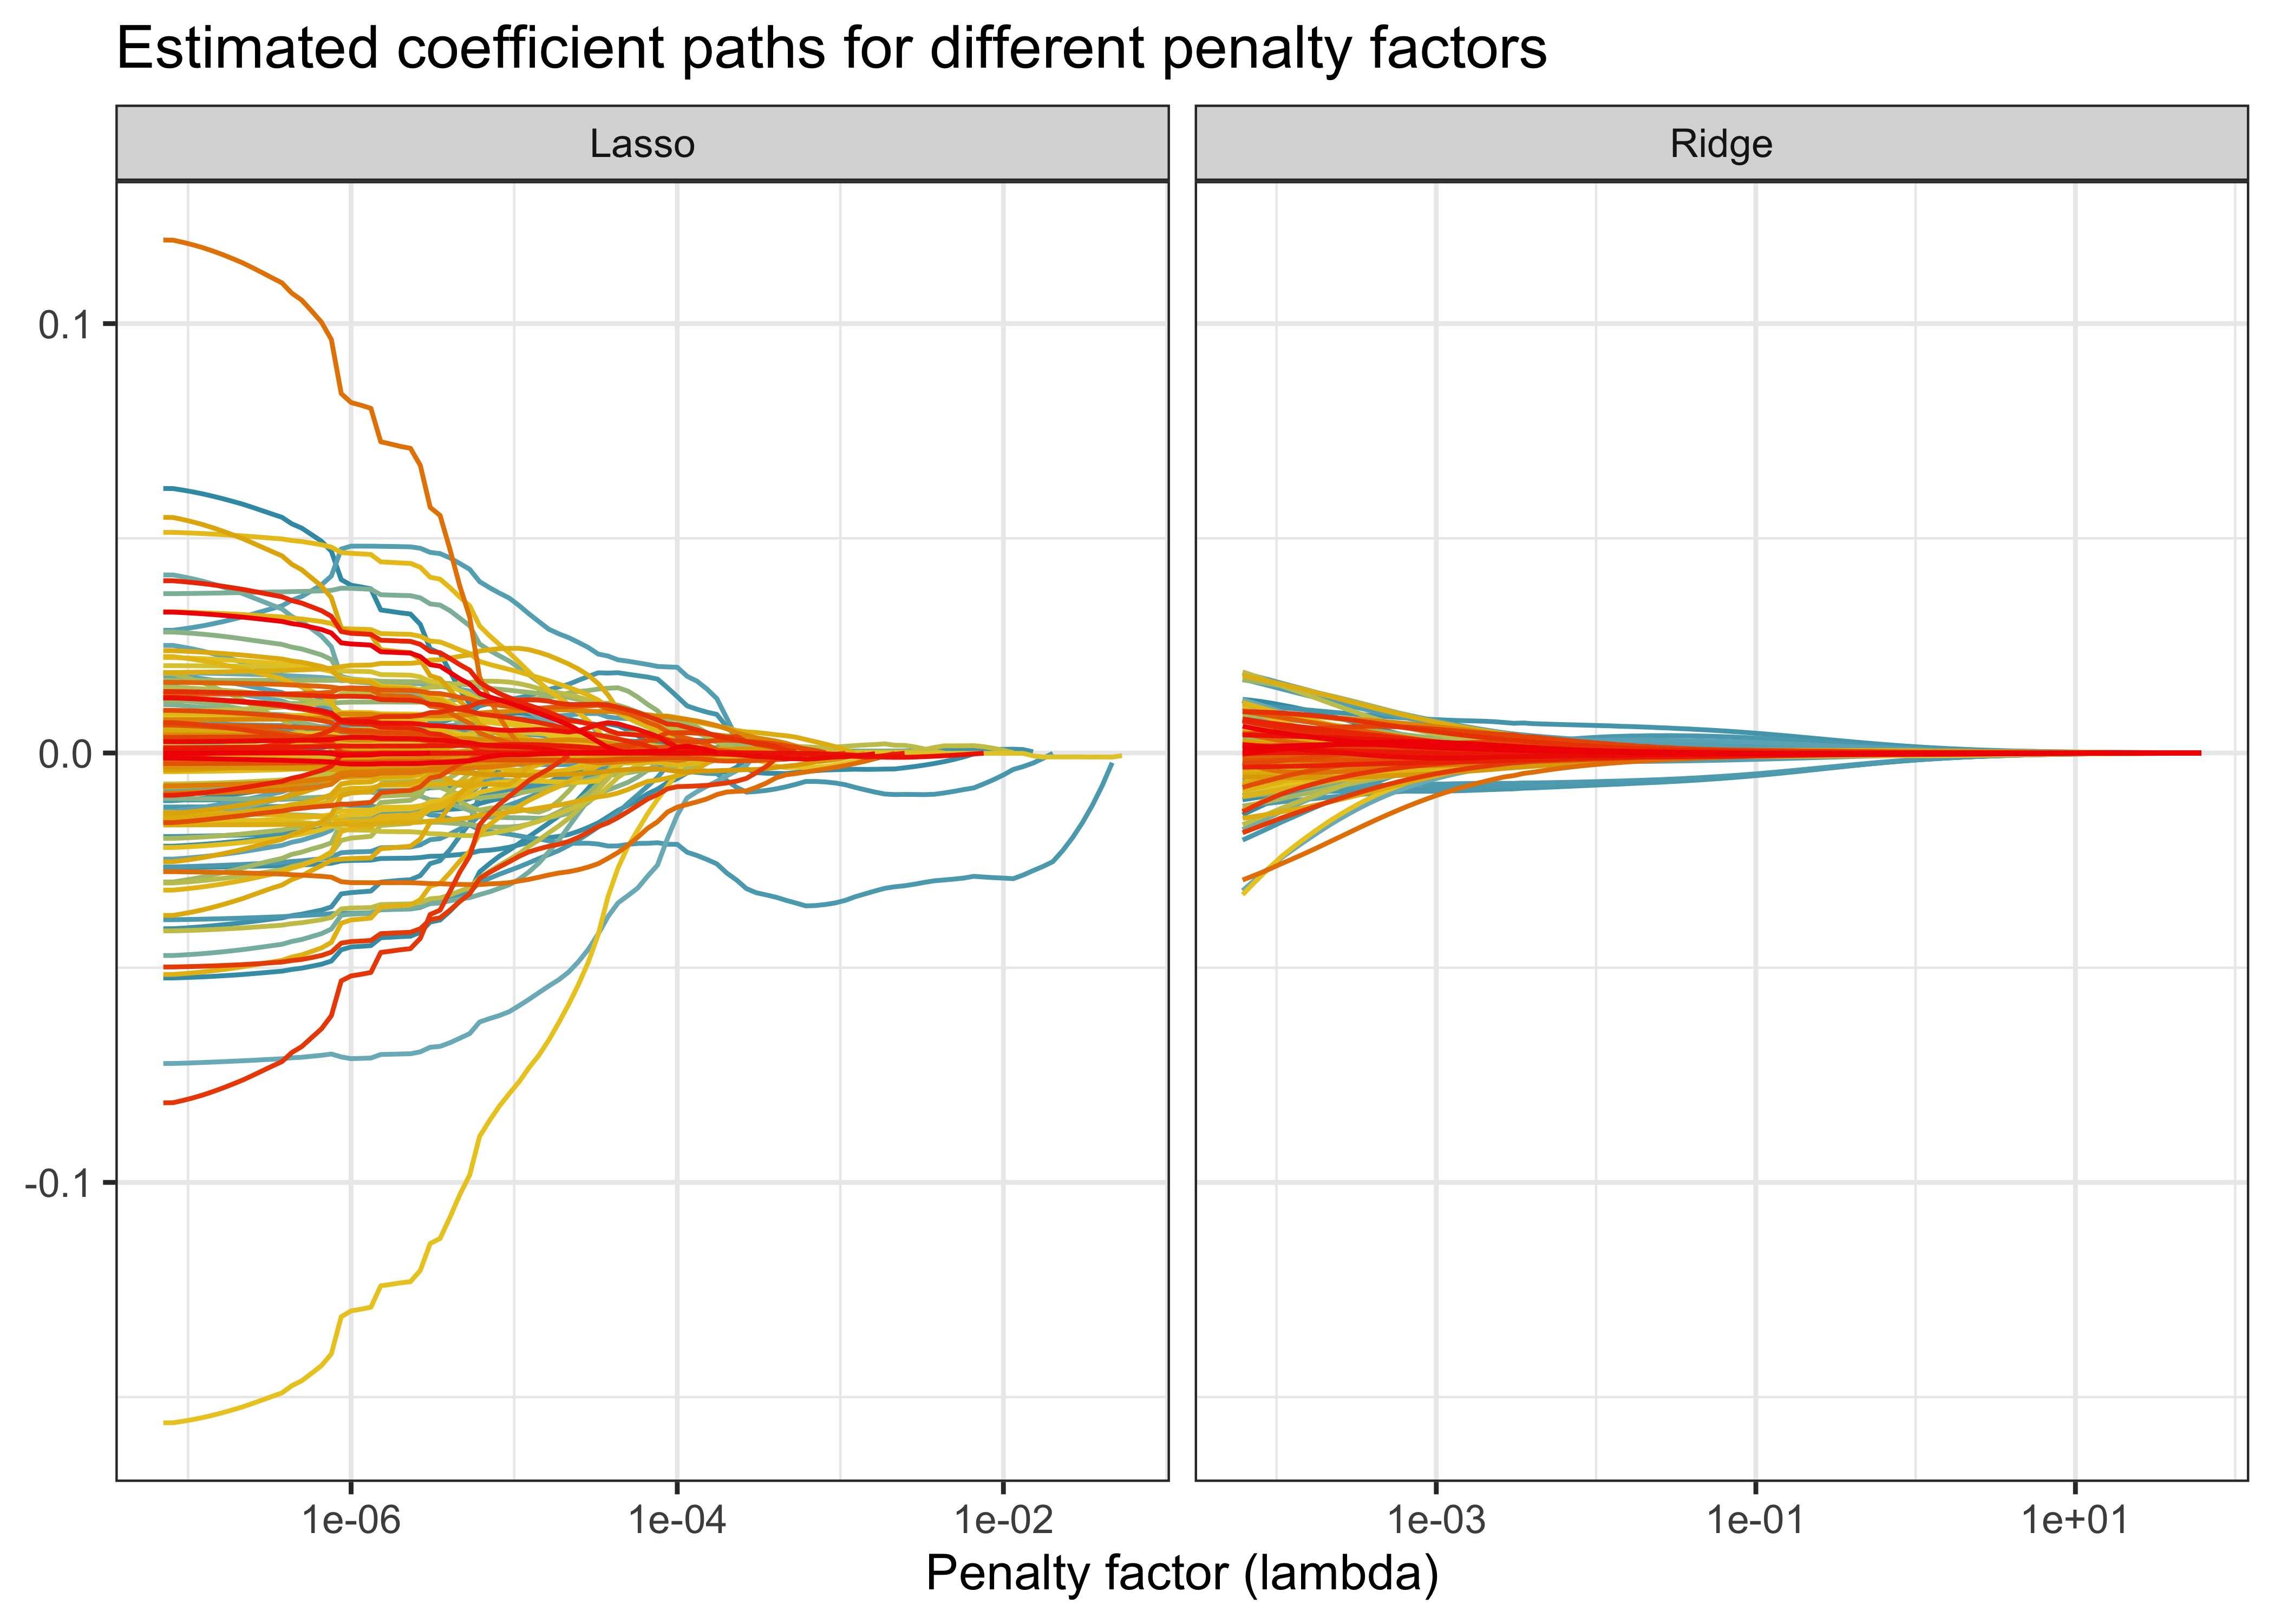 Estimated coefficient paths for different penalty factors
Lasso
Ridge
0.1
0.0
-0.1
1e-06
1e-04
1e-02
1e-03
1e-01
1e+01
Penalty factor (lambda)